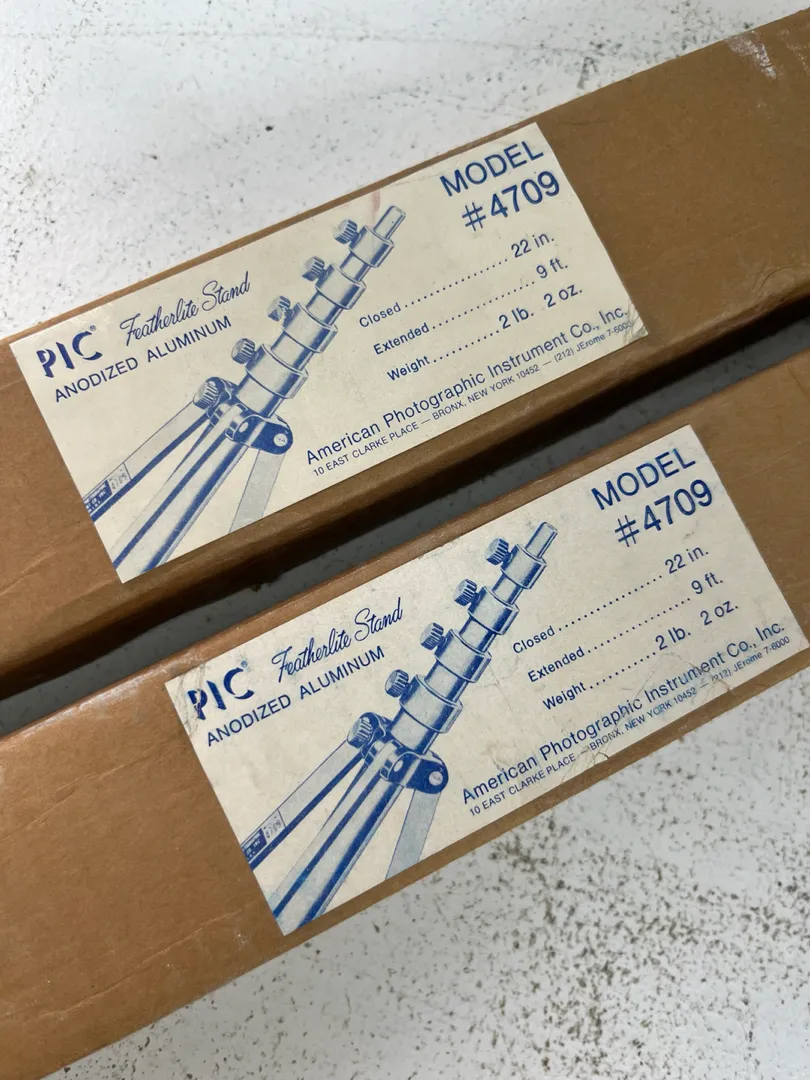 PIC® Featherlite Stand
ANODIZED ALUMINUM
MODEL
#4709
Closed.................22 in.
Extended.................9 ft.
Weight...........2 lb. 2 oz.
American Photographic Instrument Co., Inc.
10 EAST CLARKE PLACE — BRONX, NEW YORK 10452 — (212) JErome 7-6000
4709
PIC® Featherlite Stand
ANODIZED ALUMINUM
MODEL
#4709
Closed.................22 in.
Extended.................9 ft.
Weight...........2 lb. 2 oz.
American Photographic Instrument Co., Inc.
10 EAST CLARKE PLACE — BRONX, NEW YORK 10452 — (212) JErome 7-6000
4709